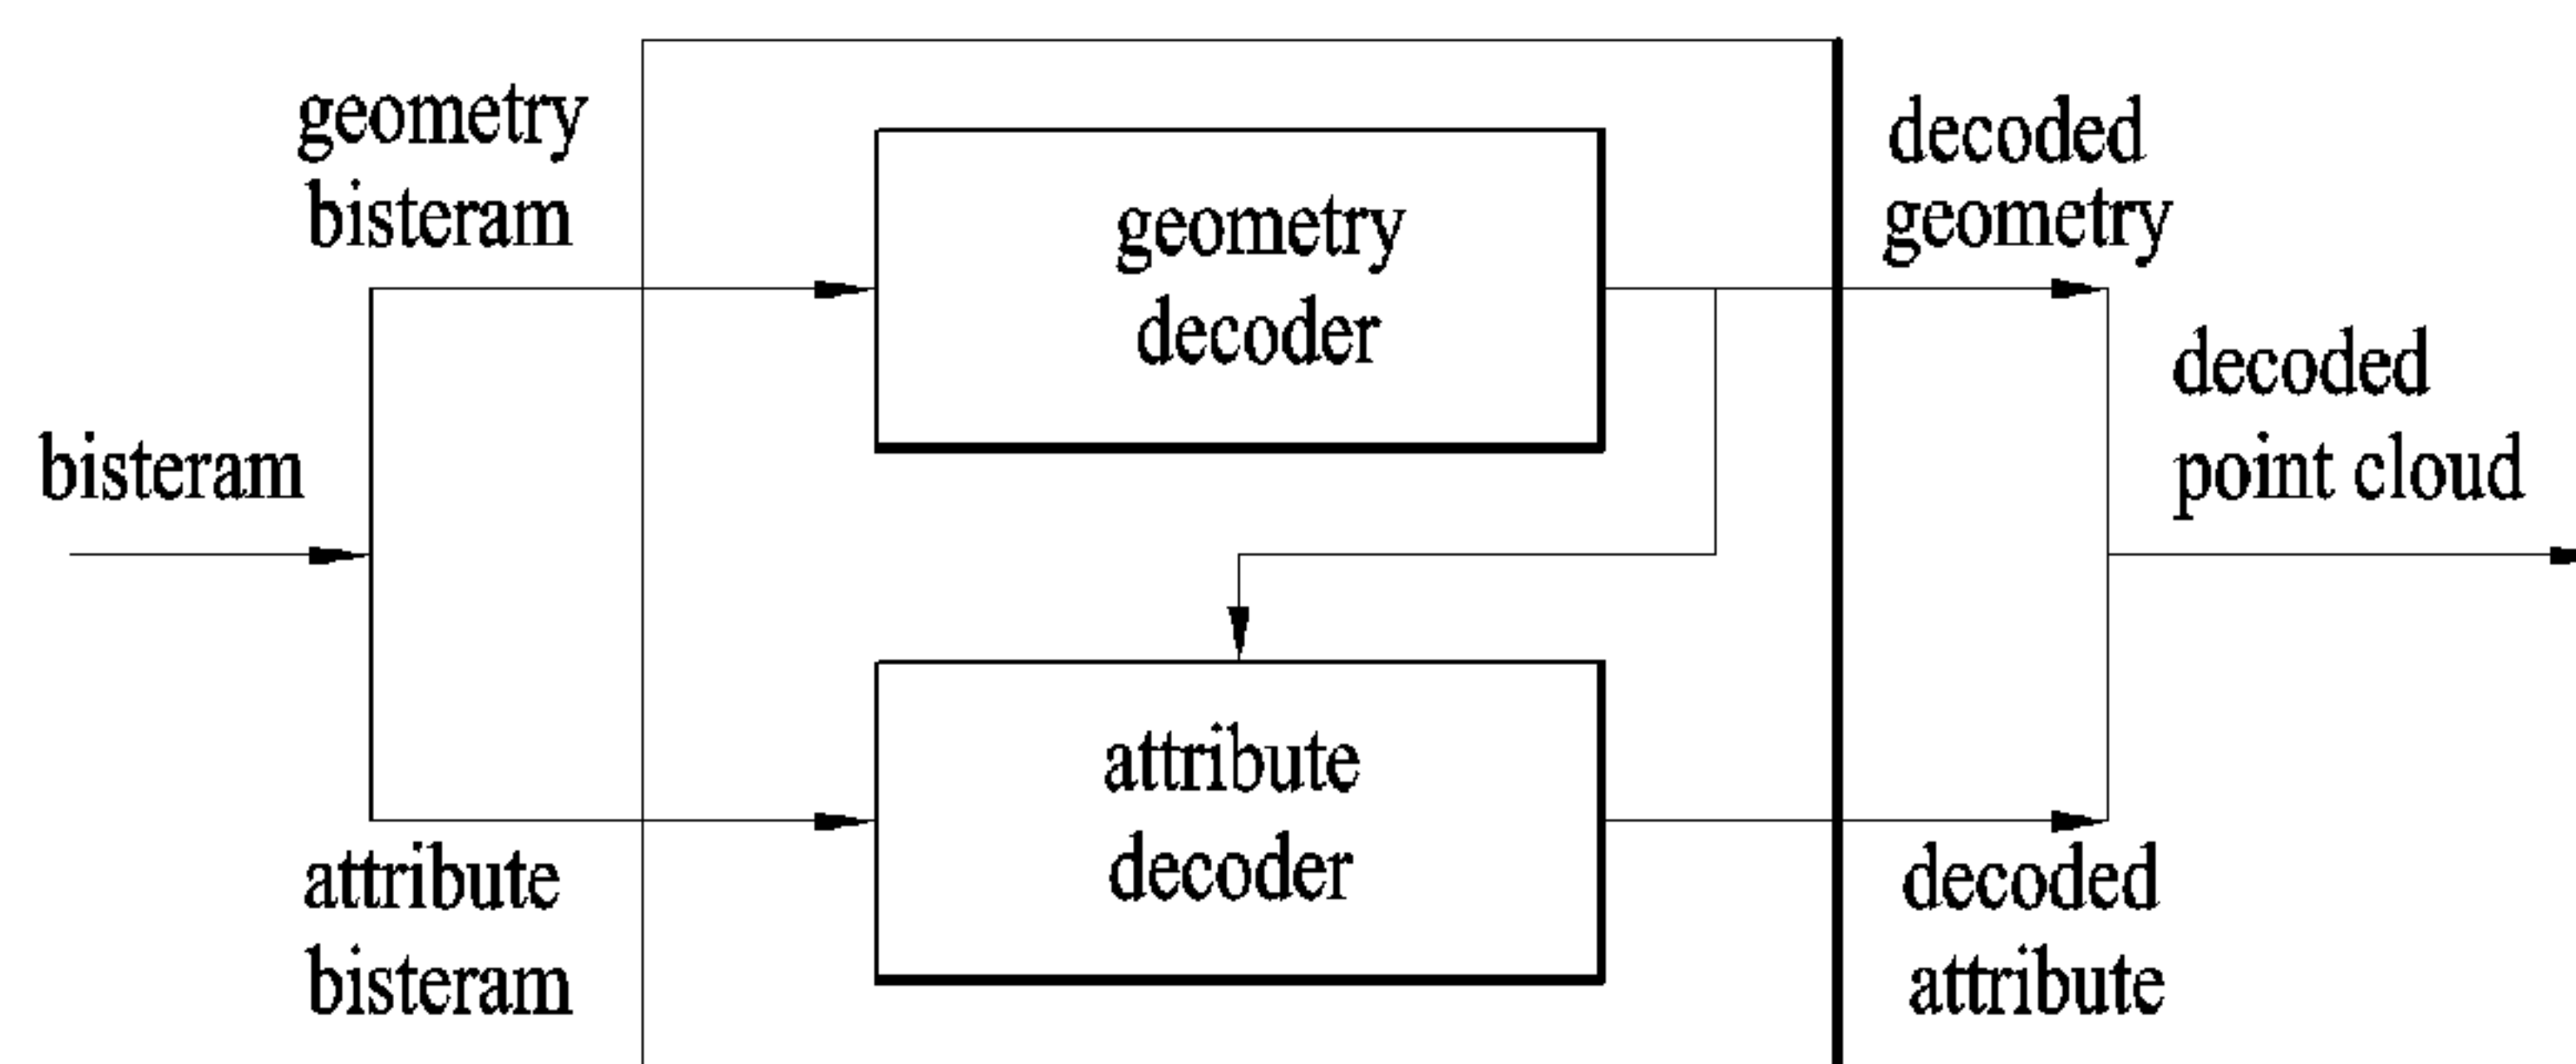 geometry
bisteram
geometry
decoder
decoded
geometry
bisteram
decoded
point cloud
attribute
bisteram
attribute
decoder
decoded
attribute